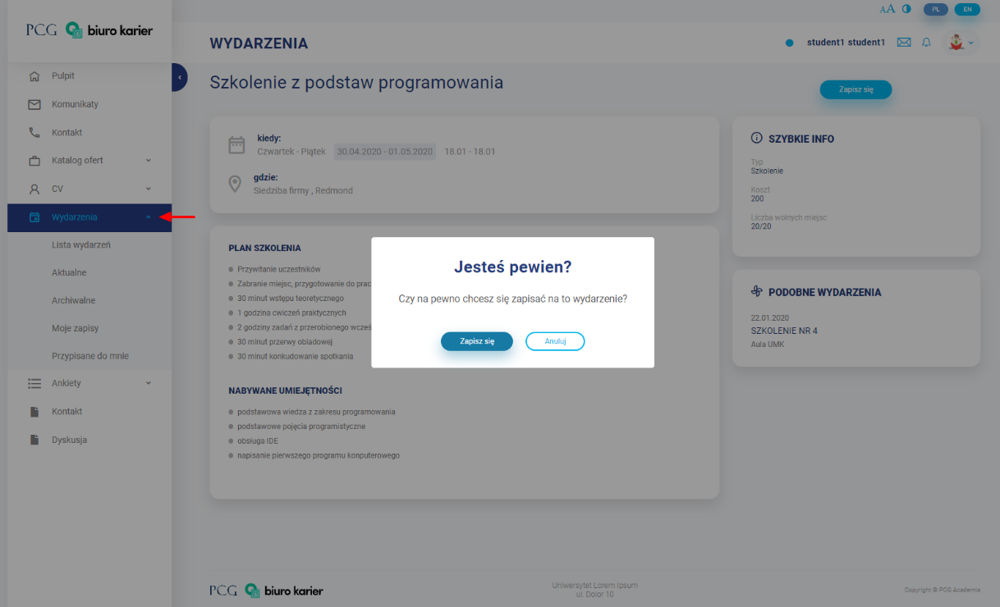 AA PL EN
PCG biuro karier
WYDARZENIA
student1 student1
Pulpit
Komunikaty
Kontakt
Katalog ofert
CV
Wydarzenia
Lista wydarzeń
Aktualne
Archiwalne
Moje zapisy
Przypisane do mnie
Ankiety
Kontakt
Dyskusja
Szkolenie z podstaw programowania
Zapisz się
kiedy:
Czwartek - Piątek 30.04.2020 - 01.05.2020 18.01 - 18.01
gdzie:
Siedziba firmy , Redmond
PLAN SZKOLENIA
Przywitanie uczestników
Zabranie miejsc, przygotowanie do prac
30 minut wstępu teoretycznego
1 godzina cwiczeń praktycznych
2 godziny zadań z przerobionego wcześ
30 minut przerwy obiadowej
30 minut konkudowanie spotkania
NABYWANE UMIEJĘTNOŚCI
podstawowa wiedza z zakresu programowania
podstawowe pojęcia programistyczne
obsługa IDE
napisanie pierwszego programu konputerowego
Jesteś pewien?
Czy na pewno chcesz się zapisać na to wydarzenie?
Zapisz się
Anuluj
SZYBKIE INFO
Typ
Szkolenie
Koszt
200
Liczba wolnych miejsc
20/20
PODOBNE WYDARZENIA
22.01.2020
SZKOLENIE NR 4
Aula UMK
PCG biuro karier
Uniwersytet Lorem Ipsum
ul. Dolor 10
Copyright © PCG Academia